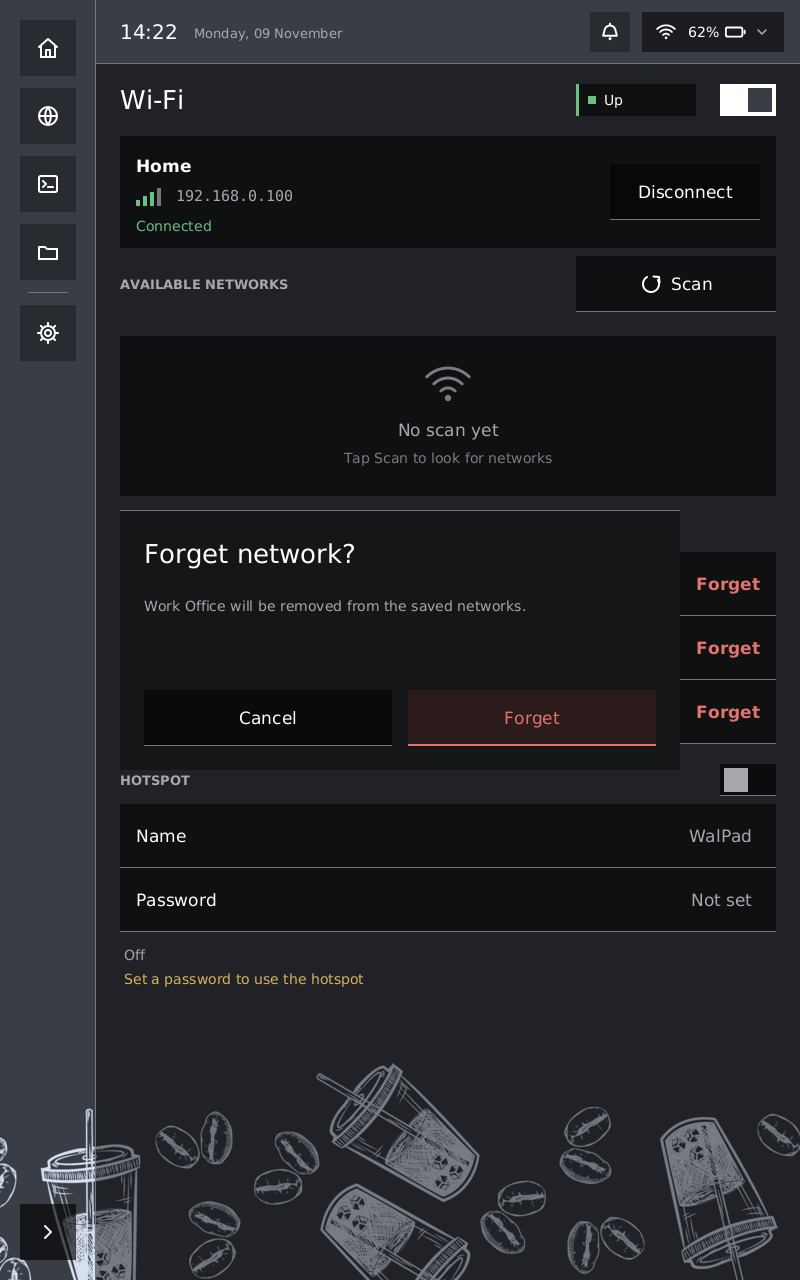 14:22 Monday, 09 November
62%
Wi-Fi
Up
Home
192.168.0.100
Connected
Disconnect
AVAILABLE NETWORKS
Scan
No scan yet
Tap Scan to look for networks
Forget network?
Work Office will be removed from the saved networks.
Cancel
Forget
Forget
Forget
Forget
HOTSPOT
Name
WalPad
Password
Not set
Off
Set a password to use the hotspot